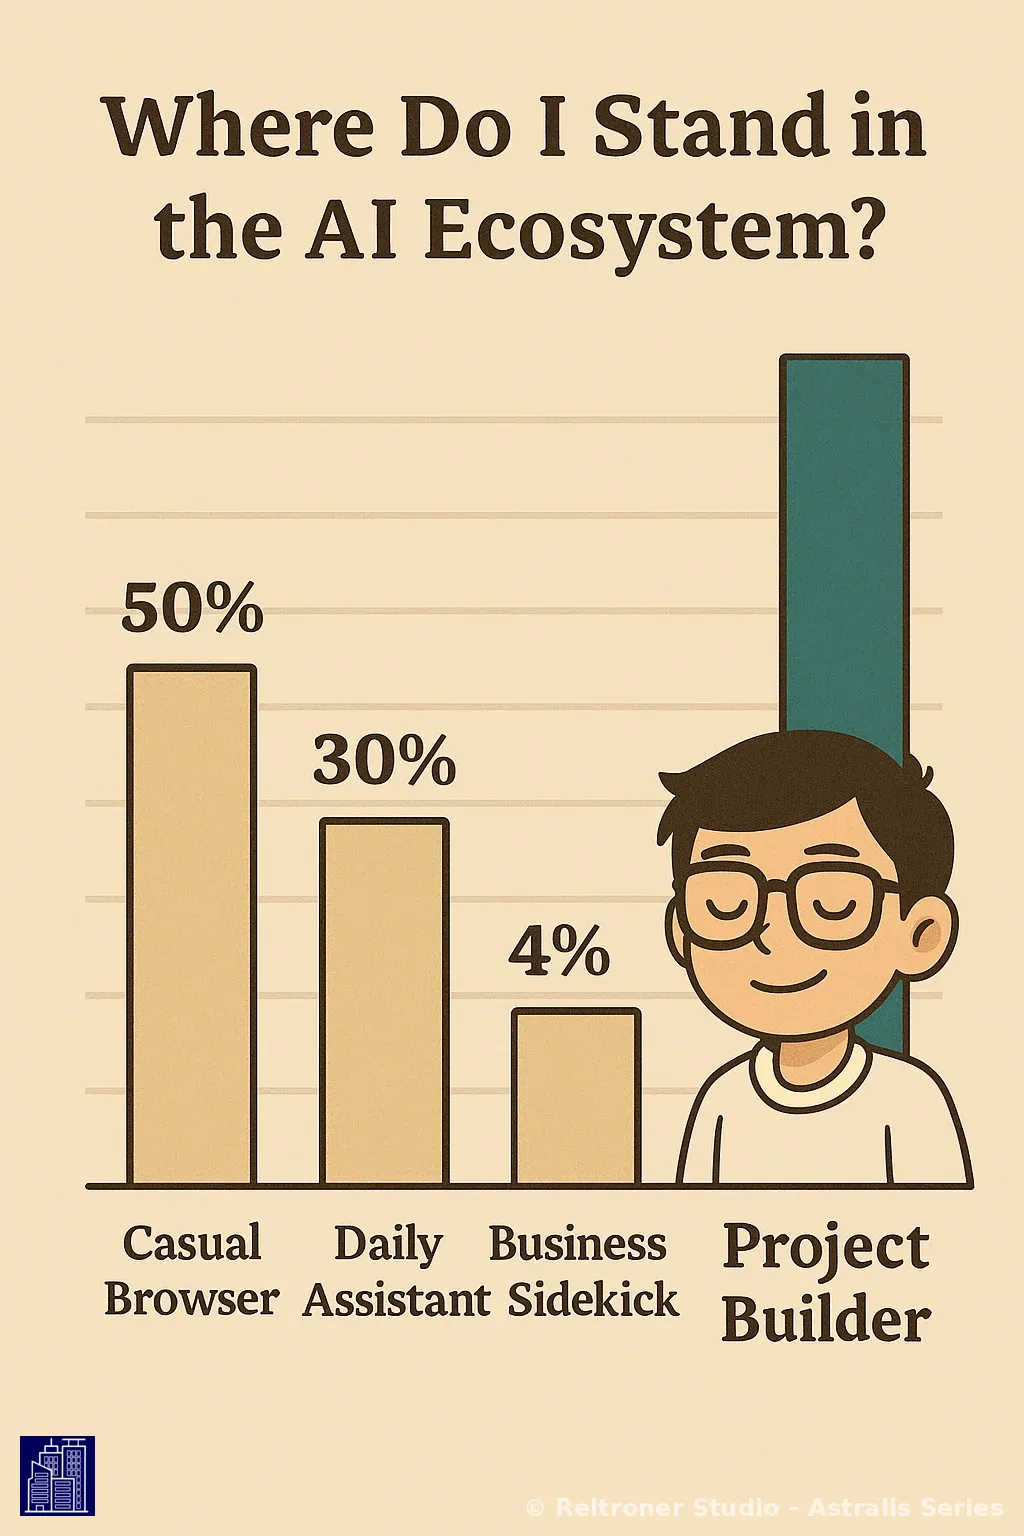 Where Do I Stand in
the AI Ecosystem?
50%
30%
4%
Casual
Browser
Daily
Assistant
Business
Sidekick
Project
Builder
© Reltroner Studio - Astralis Series